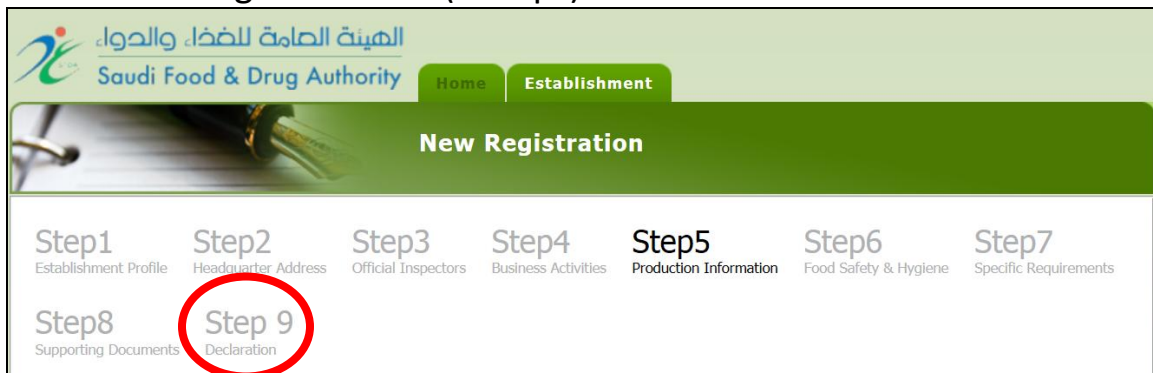 الهيئة العامة للغذاء والدواء
Saudi Food & Drug Authority
Home Establishment
New Registration
Step1 Step2 Step3 Step4 Step5 Step6 Step7
Establishment Profile Headquarter Address Official Inspectors Business Activities Production Information Food Safety & Hygiene Specific Requirements
Step8 Step 9
Supporting Documents Declaration